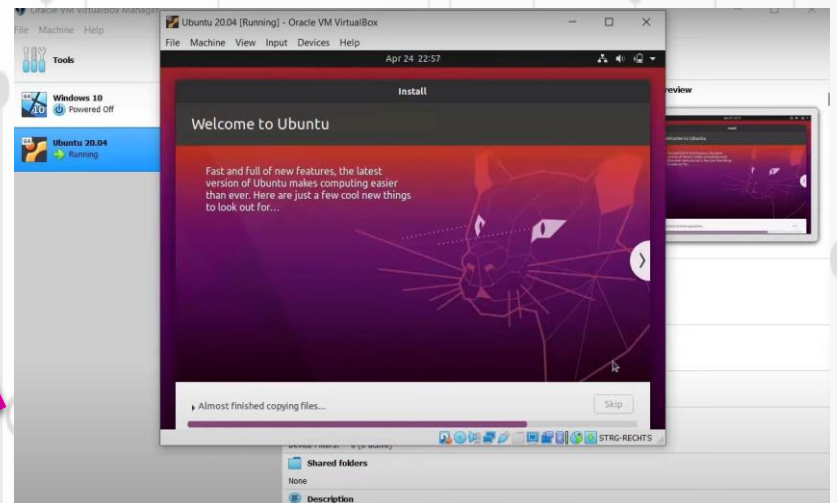 Oracle VM VirtualBox Manager
File Machine Help
Tools
Windows 10
Powered Off
Ubuntu 20.04
Running
Ubuntu 20.04 [Running] - Oracle VM VirtualBox
File Machine View Input Devices Help
Apr 24 22:57
Install
Welcome to Ubuntu
Fast and full of new features, the latest
version of Ubuntu makes computing easier
than ever. Here are just a few cool new things
to look out for...
Almost finished copying files...
Skip
STRG-RECHTS
review
Shared folders
None
Description